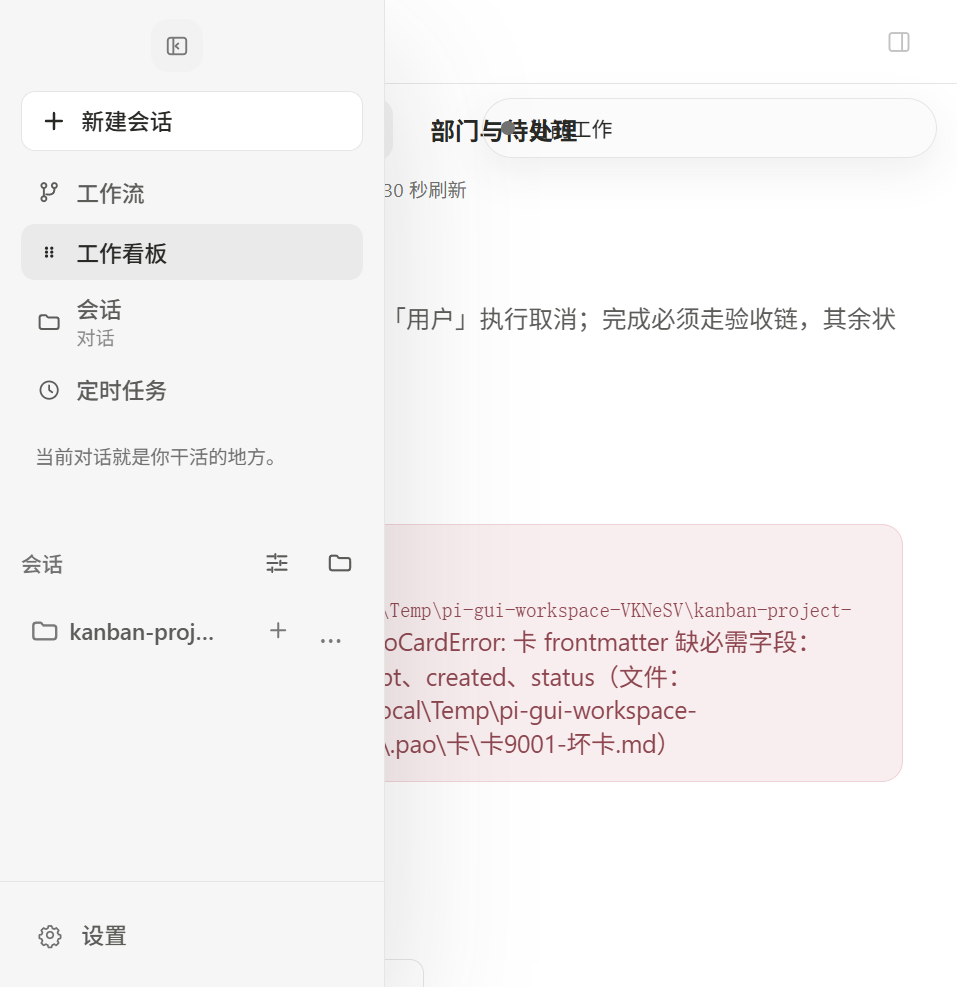 新建会话
工作流
工作看板
会话
对话
定时任务
当前对话就是你干活的地方。
会话
kanban-proj...
设置
部门与待处理
工作
30 秒刷新
「用户」执行取消；完成必须走验收链，其余状
\Temp\pi-gui-workspace-VKNeSV\kanban-project-
oCardError: 卡 frontmatter 缺必需字段：
pt、created、status（文件：
ocal\Temp\pi-gui-workspace-
\.pao\卡\卡9001-坏卡.md）